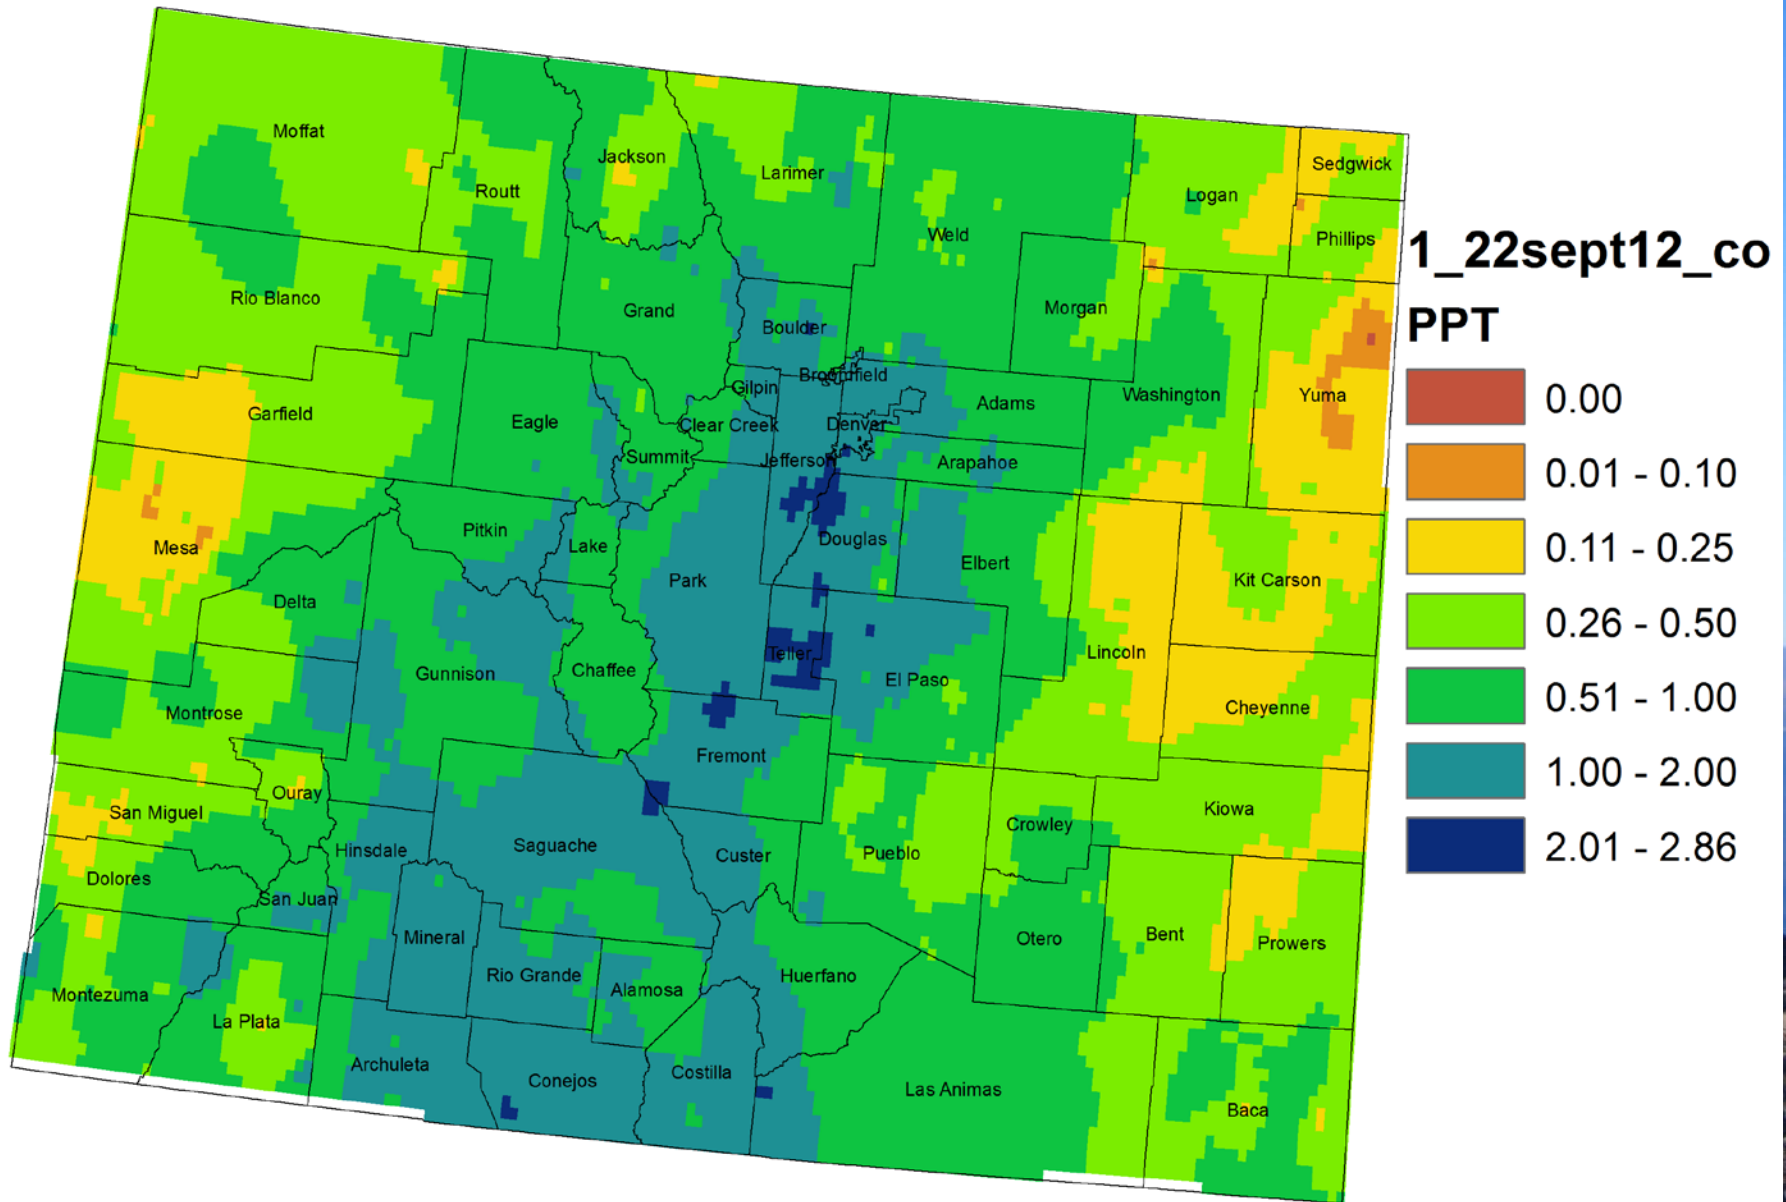 Moffat
Routt
Jackson
Larimer
Weld
Logan
Sedgwick
Phillips
Rio Blanco
Grand
Boulder
Morgan
Washington
Yuma
Garfield
Eagle
Gilpin
Broomfield
Clear Creek
Denver
Adams
Summit
Jefferson
Arapahoe
Mesa
Pitkin
Lake
Park
Douglas
Elbert
Kit Carson
Delta
Gunnison
Chaffee
Teller
El Paso
Lincoln
Cheyenne
Montrose
Fremont
Ouray
San Miguel
Hinsdale
Saguache
Custer
Pueblo
Crowley
Kiowa
Dolores
San Juan
Mineral
Rio Grande
Alamosa
Huerfano
Otero
Bent
Prowers
Montezuma
La Plata
Archuleta
Conejos
Costilla
Las Animas
Baca
1_22sept12_co
PPT
0.00
0.01 - 0.10
0.11 - 0.25
0.26 - 0.50
0.51 - 1.00
1.00 - 2.00
2.01 - 2.86